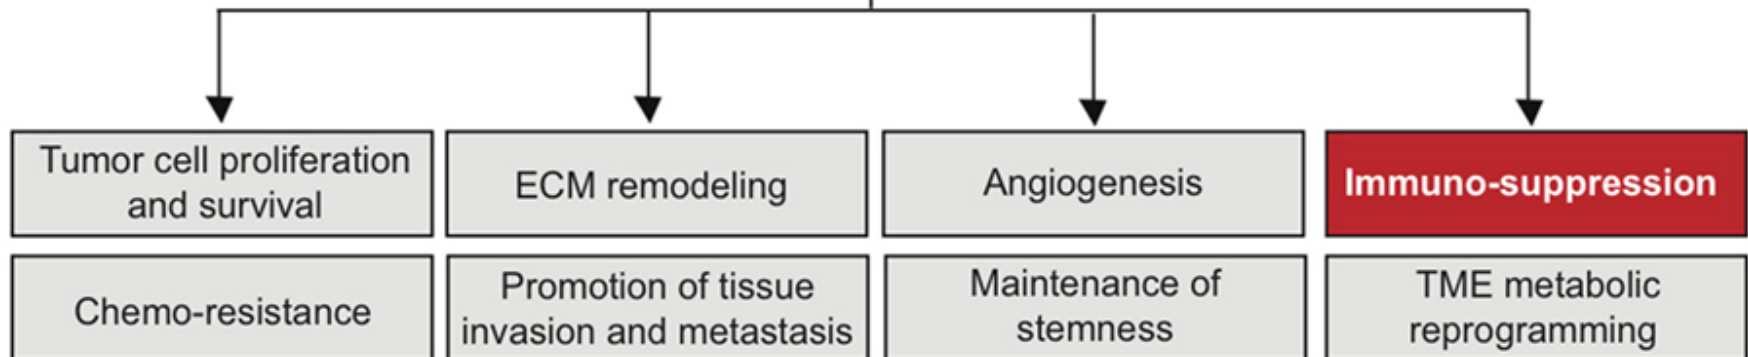 Tumor cell proliferation
and survival
ECM remodeling
Angiogenesis
Immuno-suppression
Chemo-resistance
Promotion of tissue
invasion and metastasis
Maintenance of
stemness
TME metabolic
reprogramming